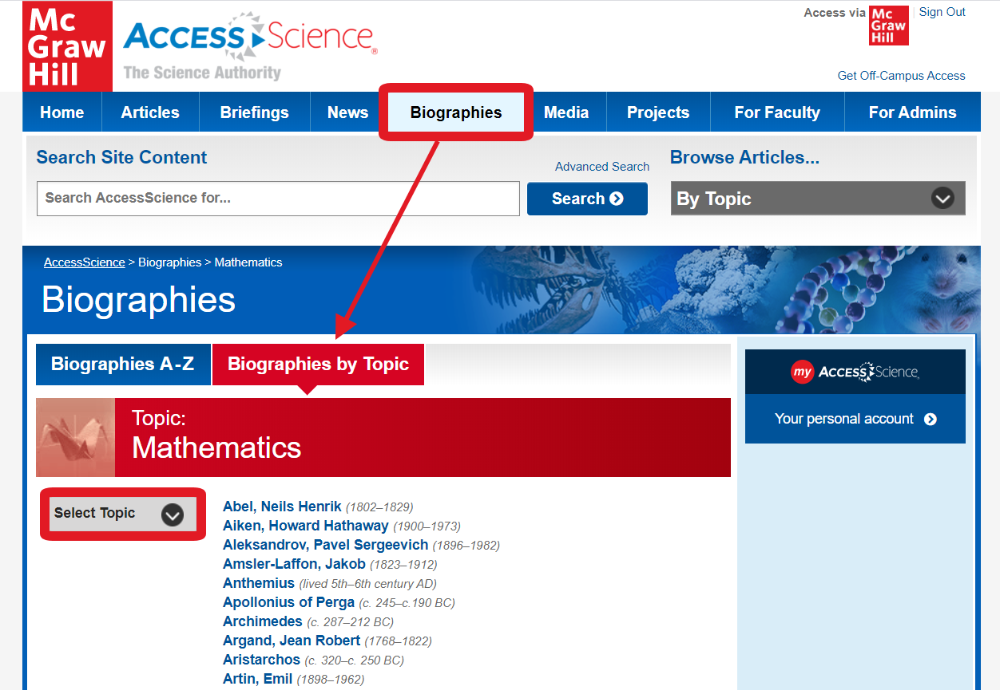 Mc
Graw
Hill
ACCESS Science®
The Science Authority
Access via
Mc
Graw
Hill
Sign Out
Get Off-Campus Access
Home Articles Briefings News Biographies Media Projects For Faculty For Admins
Search Site Content
Advanced Search
Browse Articles...
Search AccessScience for...
Search
By Topic
AccessScience > Biographies > Mathematics
Biographies
Biographies A-Z
Biographies by Topic
my ACCESS Science
Your personal account
Topic:
Mathematics
Select Topic
Abel, Neils Henrik (1802–1829)
Aiken, Howard Hathaway (1900–1973)
Aleksandrov, Pavel Sergeevich (1896–1982)
Amsler-Laffon, Jakob (1823–1912)
Anthemius (lived 5th–6th century AD)
Apollonius of Perga (c. 245–c.190 BC)
Archimedes (c. 287–212 BC)
Argand, Jean Robert (1768–1822)
Aristarchos (c. 320–c. 250 BC)
Artin, Emil (1898–1962)